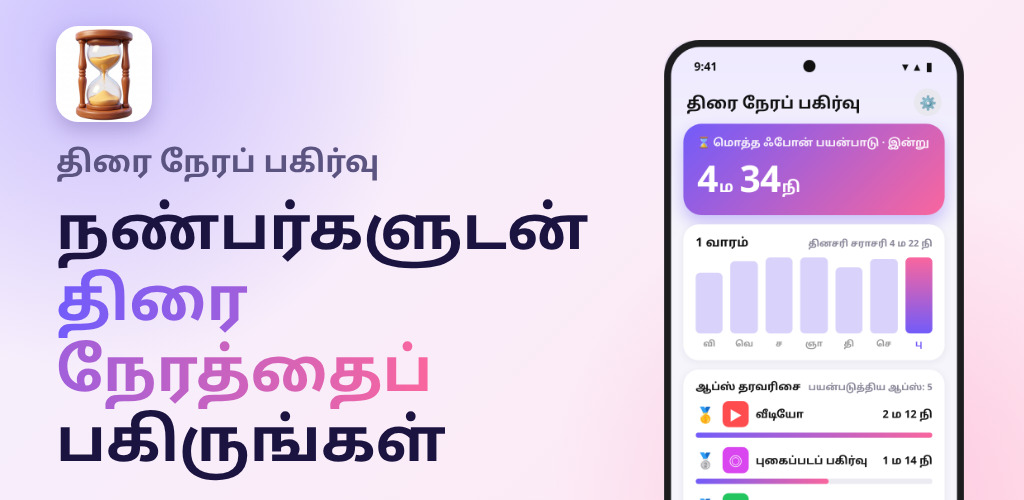 திரை நேரப் பகிர்வு
நண்பர்களுடன்
திரை
நேரத்தைப்
பகிருங்கள்
9:41
திரை நேரப் பகிர்வு
மொத்த ஃபோன் பயன்பாடு · இன்று
4ம 34நி
1 வாரம் தினசரி சராசரி 4 ம 22 நி
வி வெ ச ஞா தி செ பு
ஆப்ஸ் தரவரிசை பயன்படுத்திய ஆப்ஸ்: 5
வீடியோ 2 ம 12 நி
புகைப்படப் பகிர்வு 1 ம 14 நி